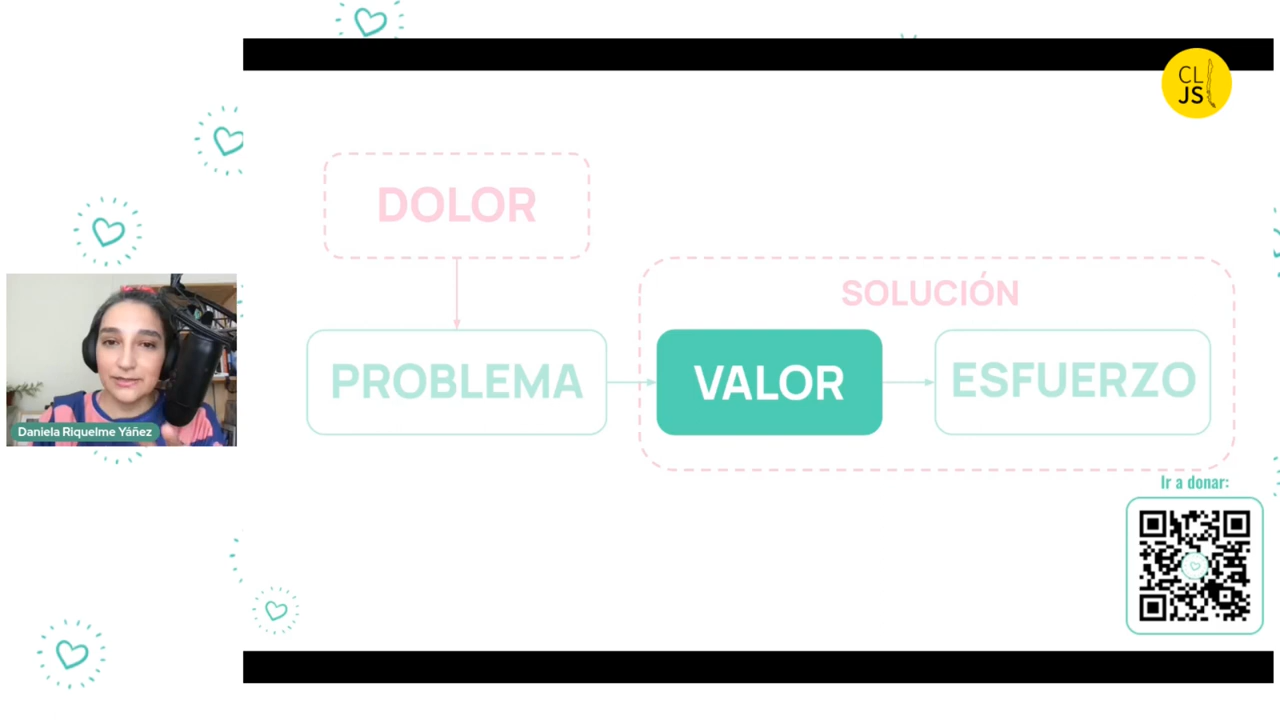 CL
JS
DOLOR
SOLUCIÓN
PROBLEMA
VALOR
ESFUERZO
Daniela Riquelme Yáñez
Ir a donar: